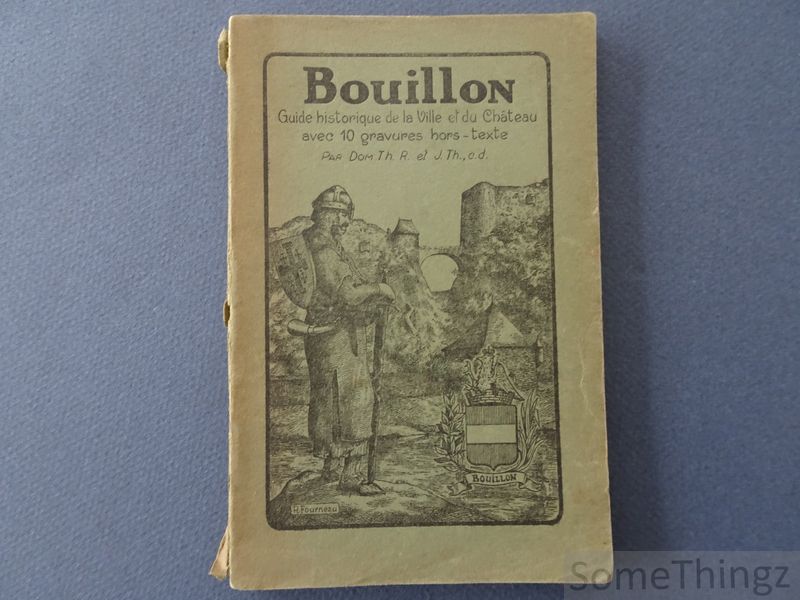 Bouillon
Guide historique de la Ville et du Château
avec 10 gravures hors-texte
PAR DOM Th. R. et J. Th., c.d.
BOUILLON
H. Fourneau
SomeThingz